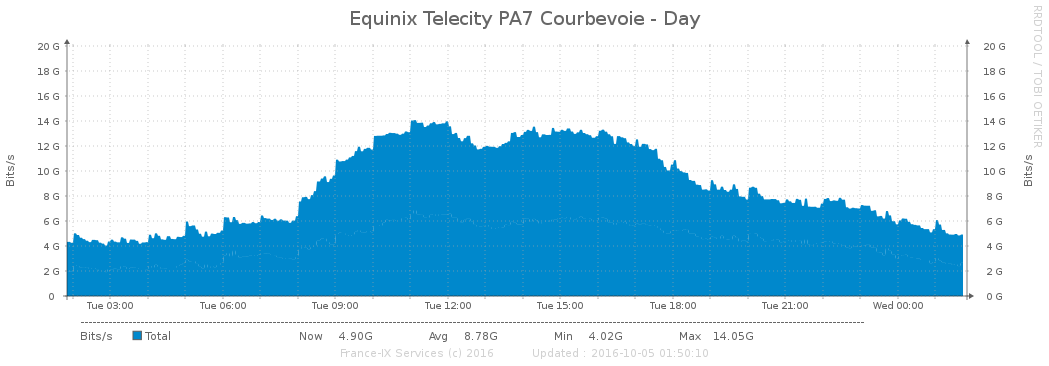 Equinix Telecity PA7 Courbevoie - Day
RRDTOOL / TOBI OETIKER
20 G 20 G
18 G 18 G
16 G 16 G
14 G 14 G
12 G 12 G
10 G 10 G
8 G 8 G
6 G 6 G
4 G 4 G
2 G 2 G
0 0 G
Bits/s Bits/s
Tue 03:00 Tue 06:00 Tue 09:00 Tue 12:00 Tue 15:00 Tue 18:00 Tue 21:00 Wed 00:00
Bits/s Total Now 4.90G Avg 8.78G Min 4.02G Max 14.05G
France-IX Services (c) 2016 Updated : 2016-10-05 01:50:10